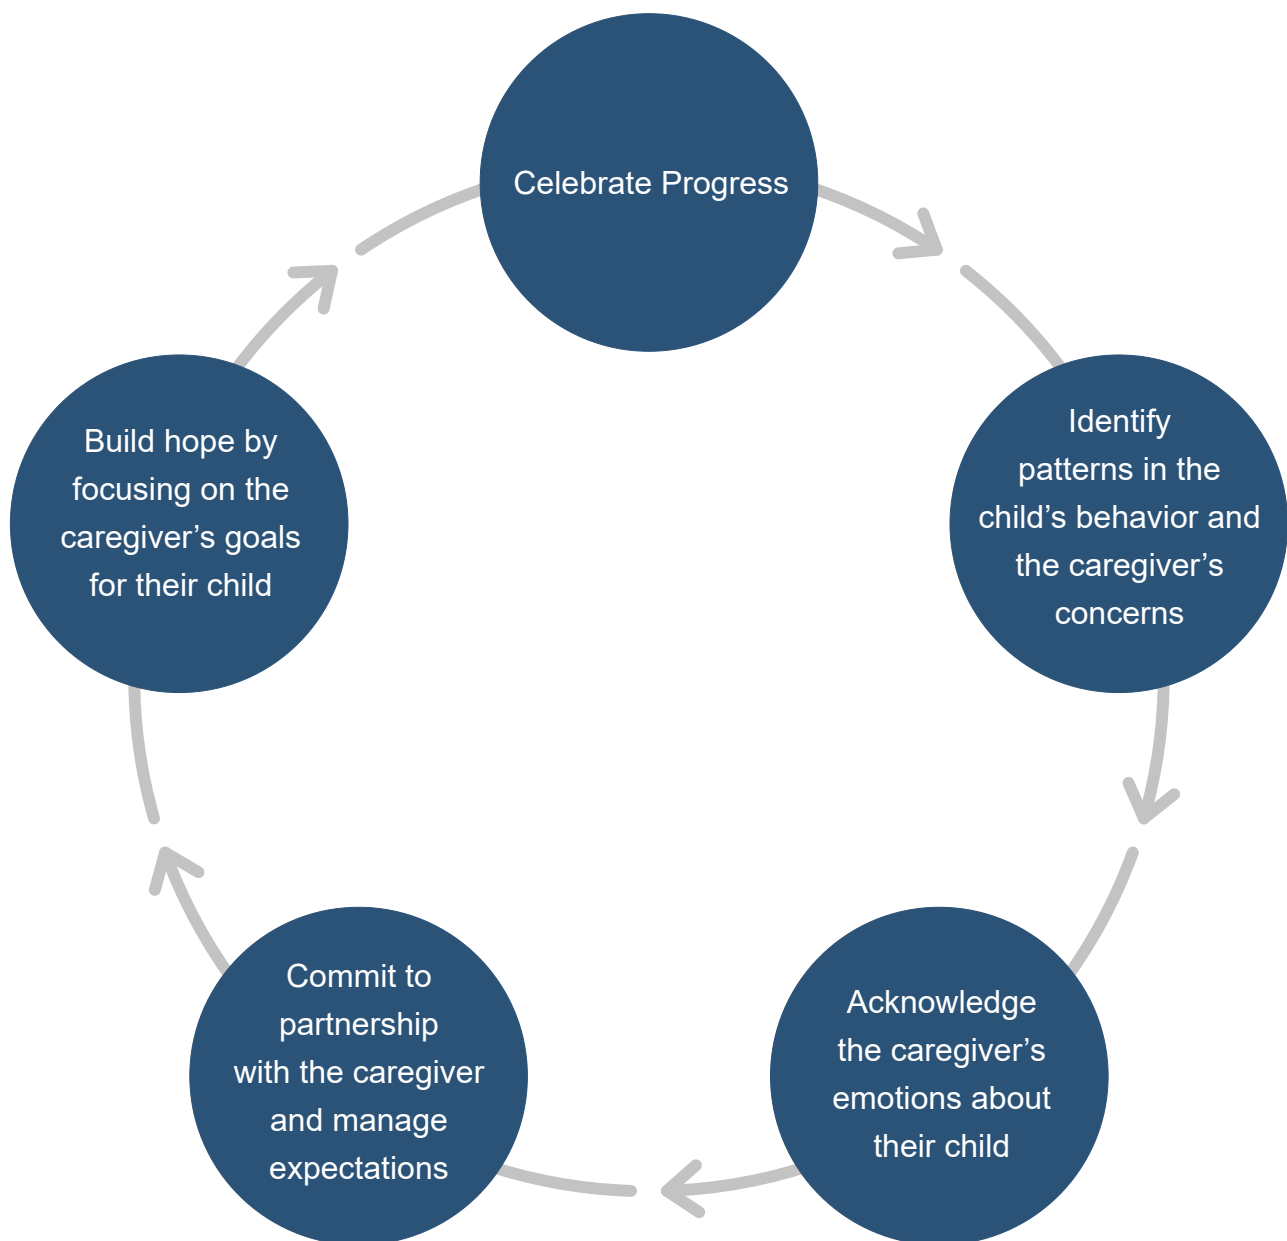 Celebrate Progress
Identify
patterns in the
child’s behavior and
the caregiver’s
concerns
Acknowledge
the caregiver’s
emotions about
their child
Commit to
partnership
with the caregiver
and manage
expectations
Build hope by
focusing on the
caregiver’s goals
for their child